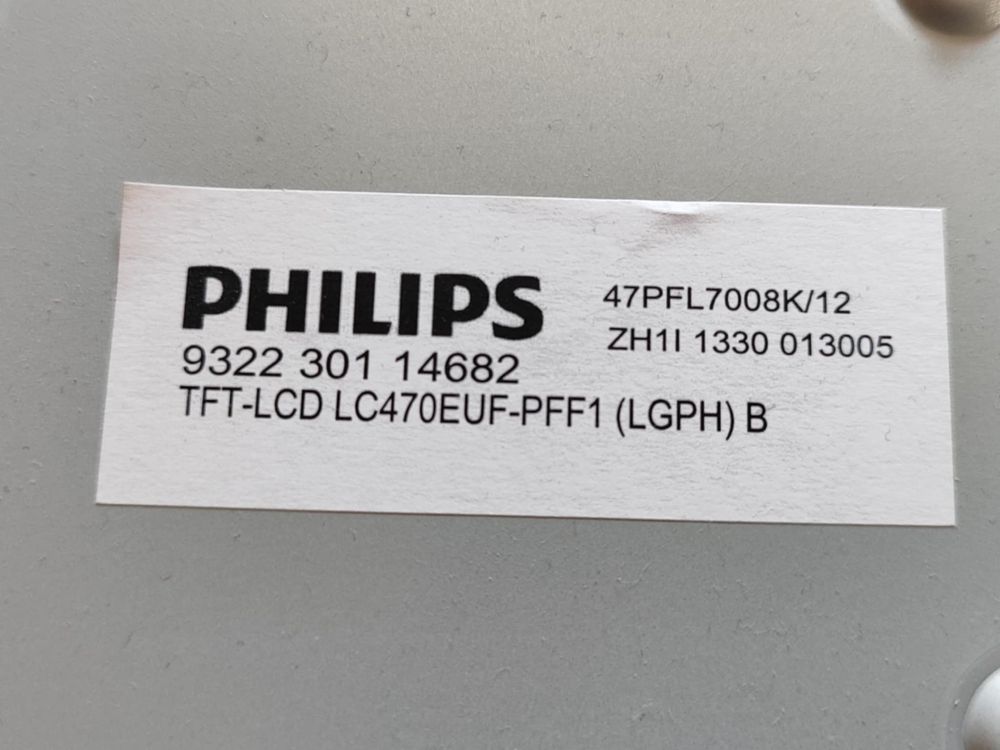 PHILIPS
9322 301 14682
TFT-LCD LC470EUF-PFF1 (LGPH) B
47PFL7008K/12
ZH1I 1330 013005